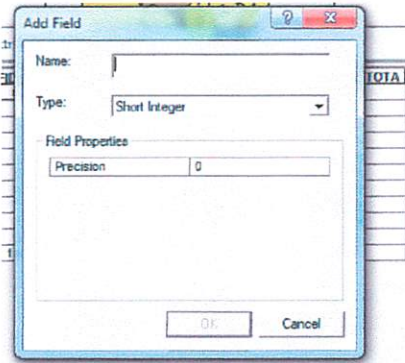 Add Field
Name:
TOTA
Type:
Short Integer
Field Properties
Precision
0
OK
Cancel